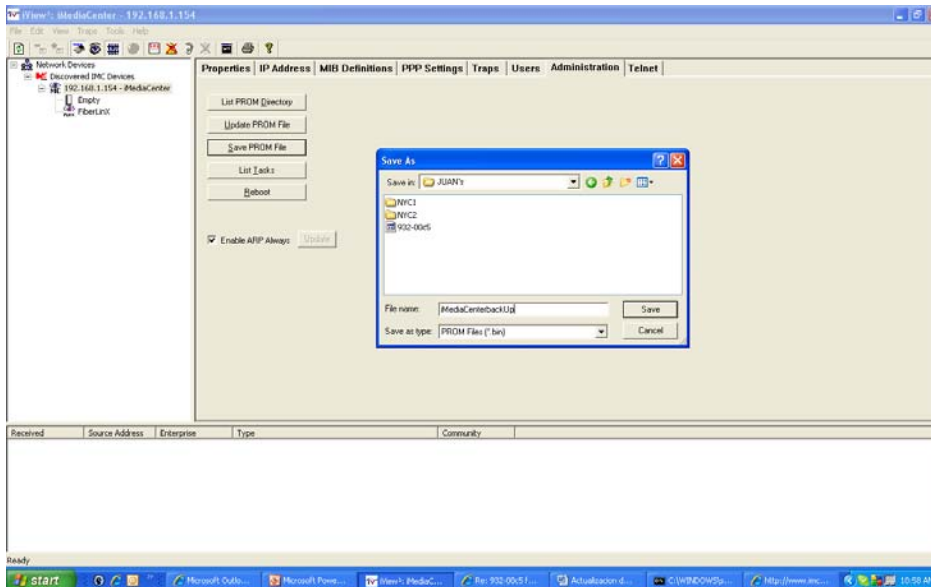 iView²: iMediaCenter - 192.168.1.154
File Edit View Traps Tools Help
Network Devices
Discovered IMC Devices
192.168.1.154 - iMediaCenter
Empty
FiberLinX
Properties IP Address MIB Definitions PPP Settings Traps Users Administration Telnet
List PROM Directory
Update PROM File
Save PROM File
List Tasks
Reboot
Enable ARP Always Update
Save As
Save in: JUAN's
NYC1
NYC2
932-00c5
File name: iMediaCenterbackUp
Save
Save as type: PROM Files (*.bin)
Cancel
Received Source Address Enterprise Type Community
Ready
start Microsoft Outlo... Microsoft Powe... iView²: iMediaC... Re: 932-00c5 f... Actualizacion d... C:\WINDOWS\p... http://www.imc... 10:58 AM